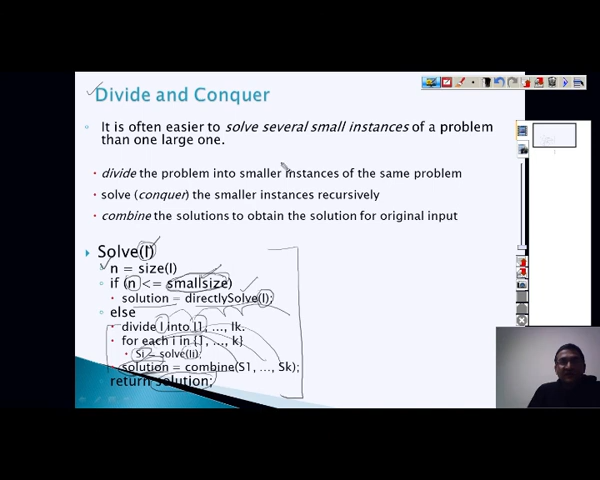 Divide and Conquer
It is often easier to solve several small instances of a problem
than one large one.
divide the problem into smaller instances of the same problem
solve (conquer) the smaller instances recursively
combine the solutions to obtain the solution for original input
Solve(I)
n = size(I)
if (n <= smallsize)
solution = directlySolve(I);
else
divide I into I1, …, Ik.
for each i in {1, …, k}
Si = solve(Ii);
solution = combine(S1, …, Sk);
return solution;